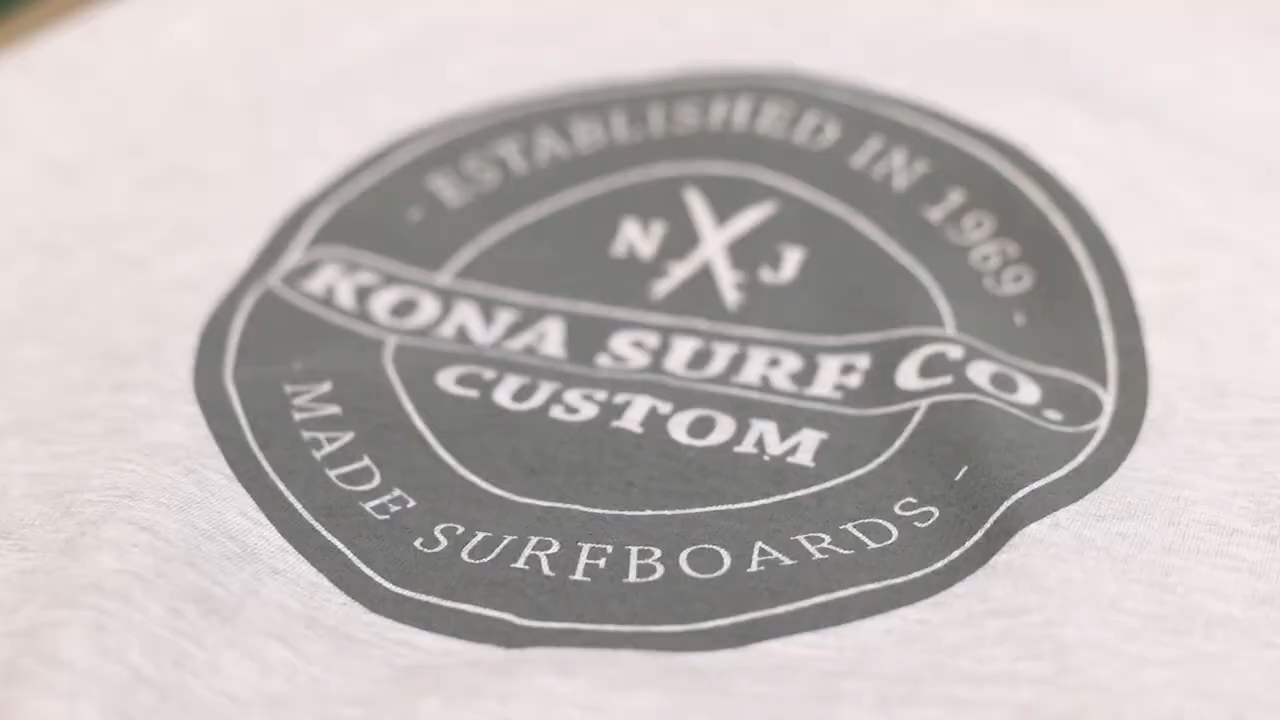 - ESTABLISHED IN 1969 -
N J
KONA SURF CO.
CUSTOM
- MADE SURFBOARDS -